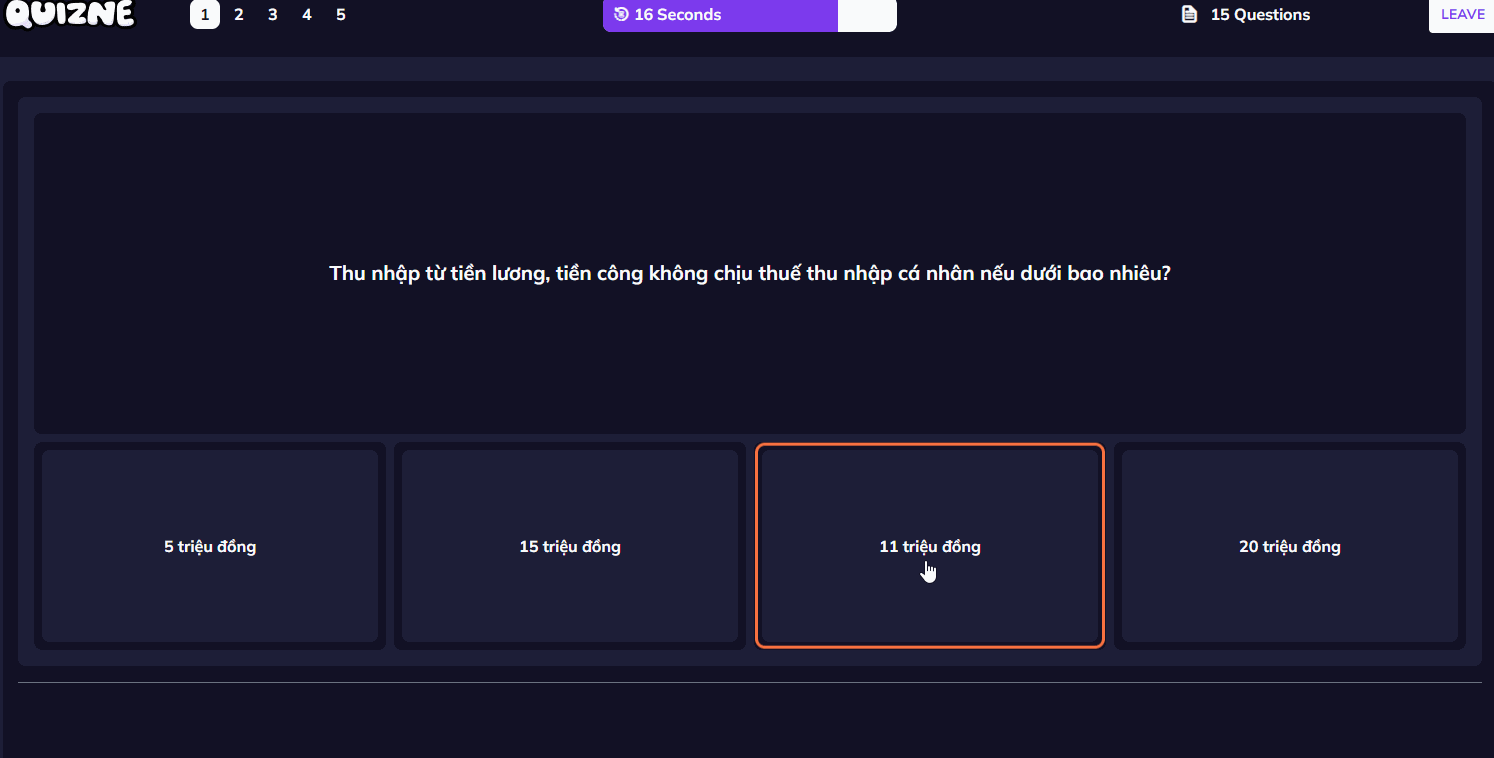 QUIZNE
1 2 3 4 5
16 Seconds
15 Questions
LEAVE
Thu nhập từ tiền lương, tiền công không chịu thuế thu nhập cá nhân nếu dưới bao nhiêu?
5 triệu đồng
15 triệu đồng
11 triệu đồng
20 triệu đồng